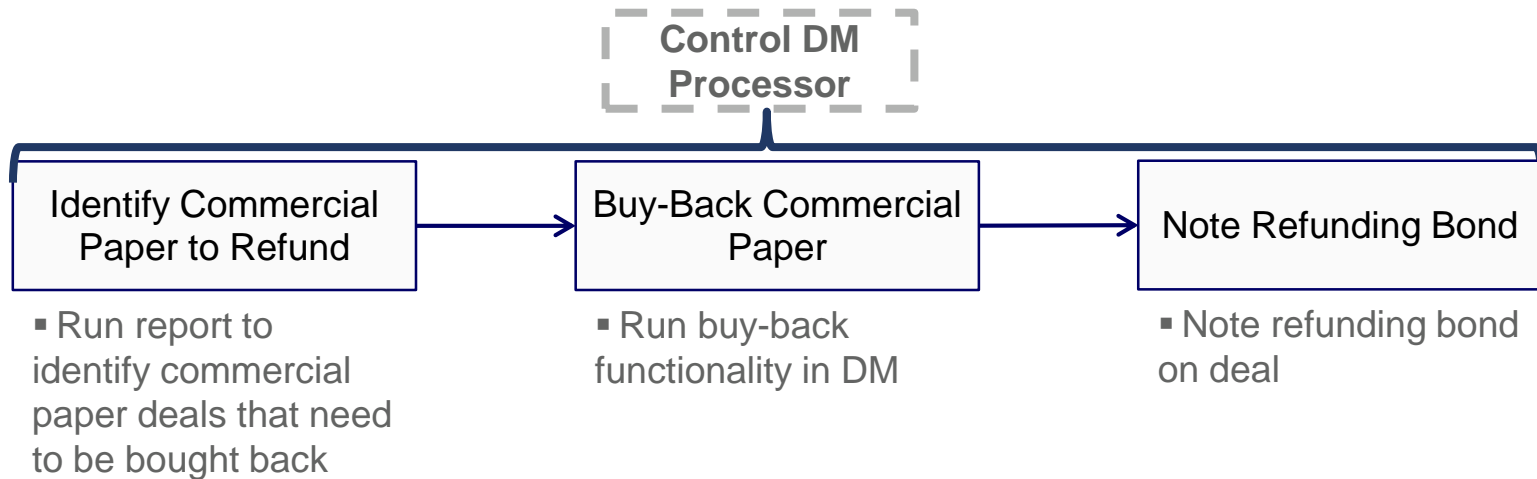 Control DM
Processor
Identify Commercial
Paper to Refund
Buy-Back Commercial
Paper
Note Refunding Bond
▪ Run report to
identify commercial
paper deals that need
to be bought back
▪ Run buy-back
functionality in DM
▪ Note refunding bond
on deal